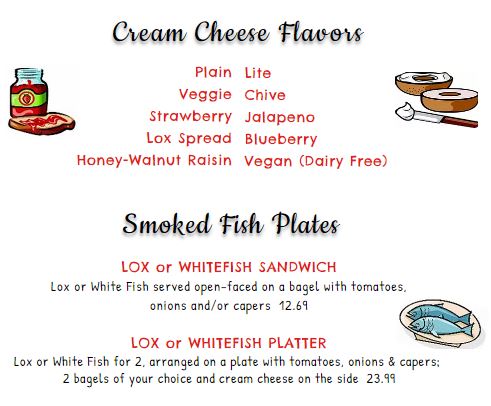 Cream Cheese Flavors
Plain Lite
Veggie Chive
Strawberry Jalapeno
Lox Spread Blueberry
Honey-Walnut Raisin Vegan (Dairy Free)
Smoked Fish Plates
LOX or WHITEFISH SANDWICH
Lox or White Fish served open-faced on a bagel with tomatoes,
onions and/or capers 12.69
LOX or WHITEFISH PLATTER
Lox or White Fish for 2, arranged on a plate with tomatoes, onions & capers;
2 bagels of your choice and cream cheese on the side 23.99